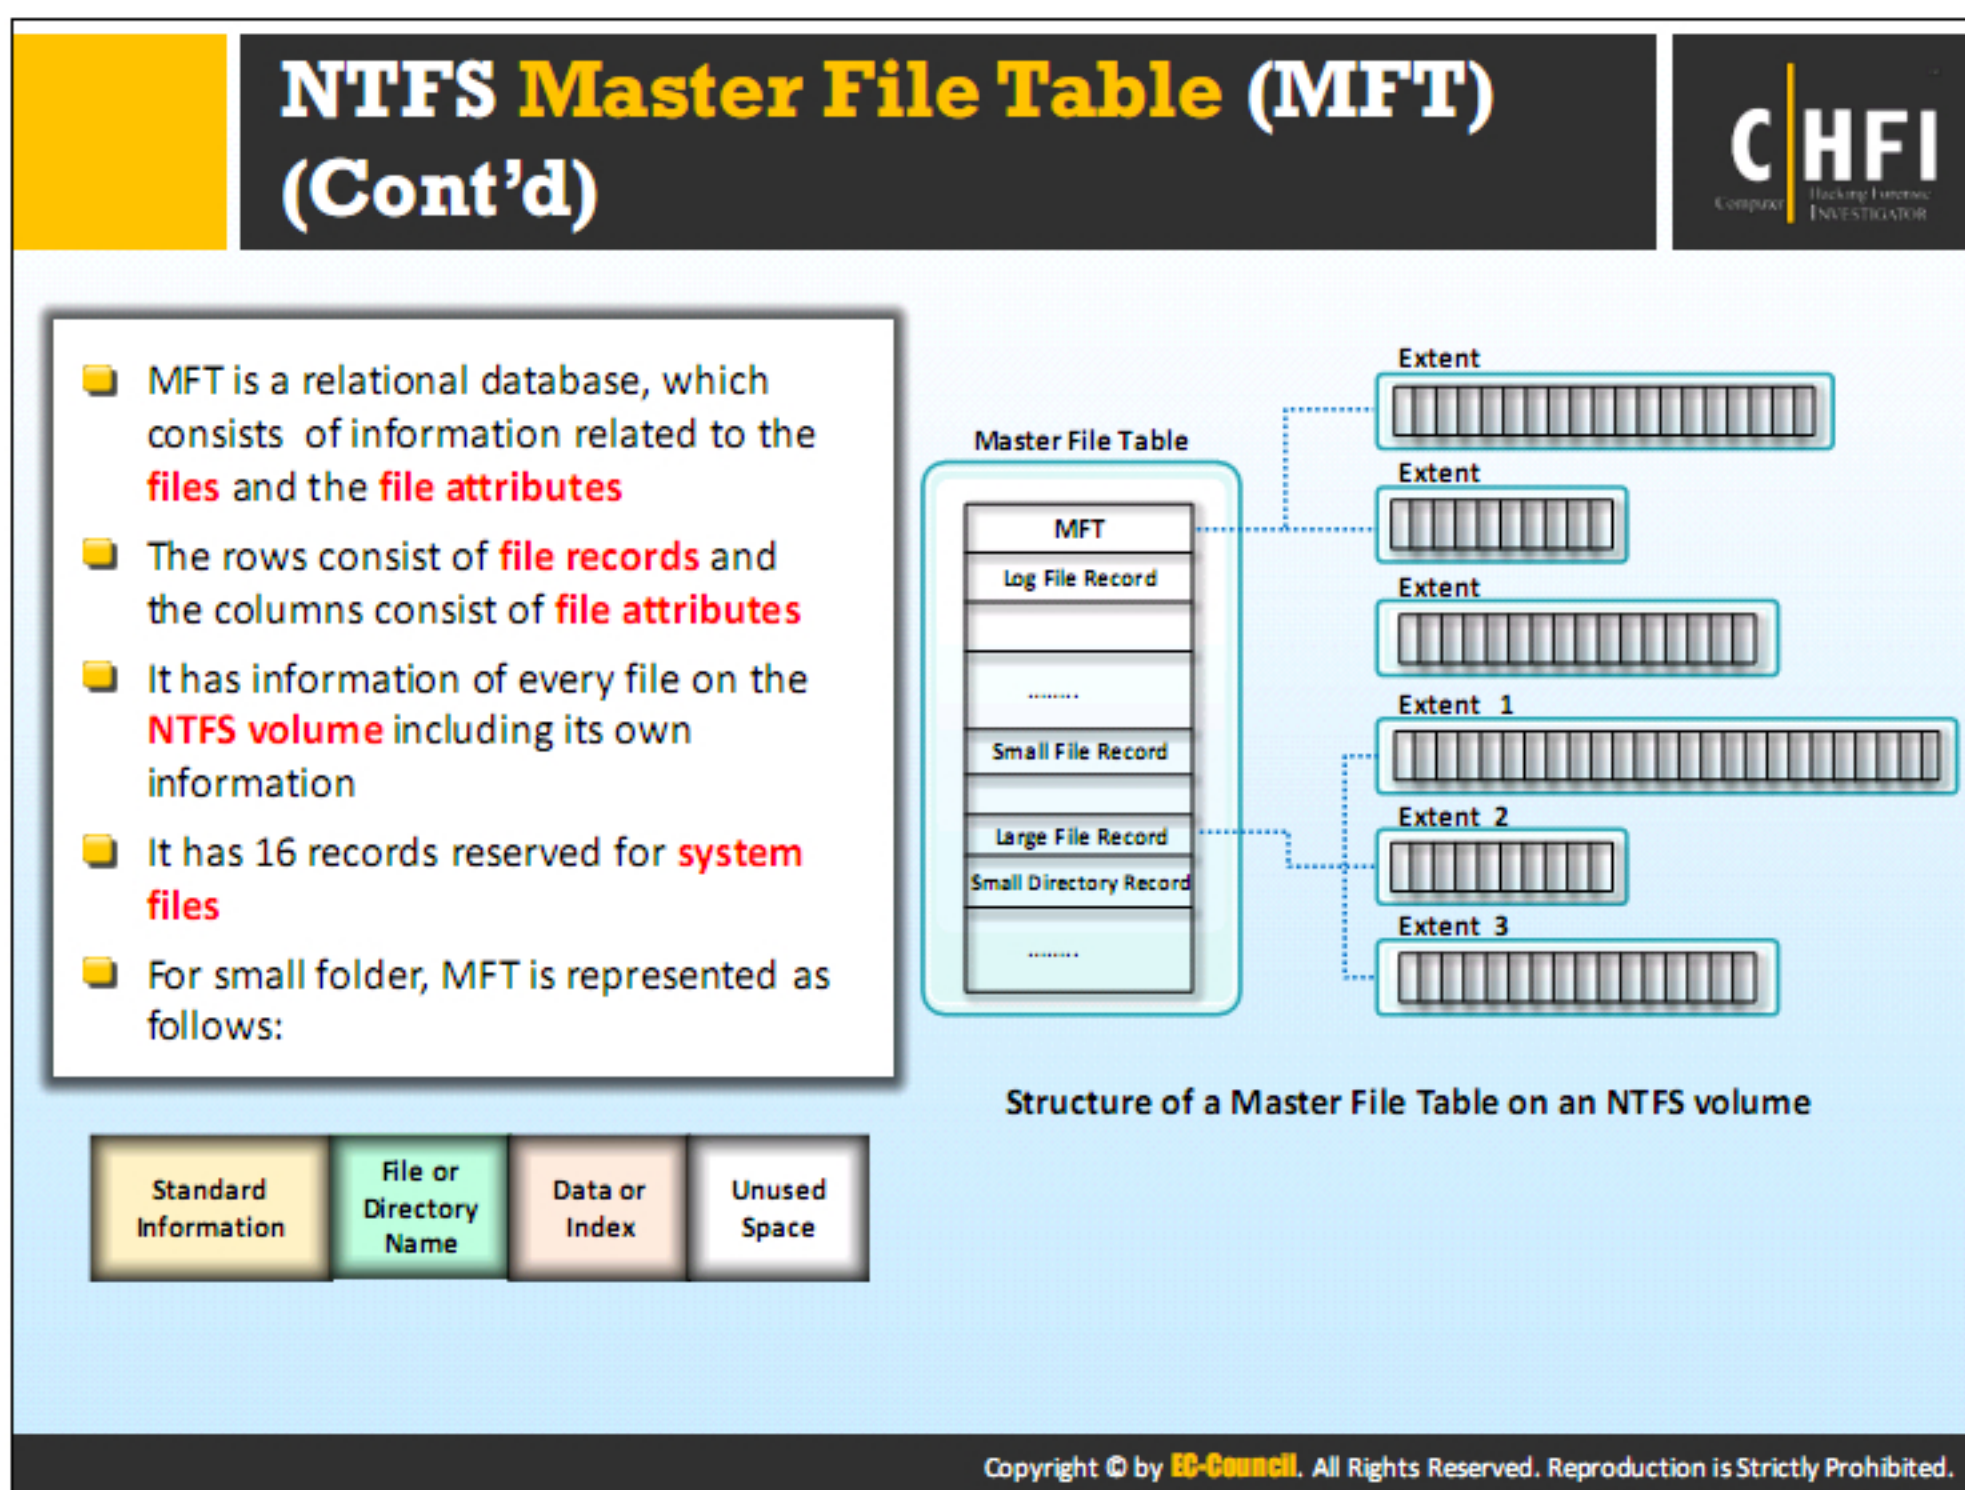 NTFS Master File Table (MFT)
(Cont'd)
C HFI
Computer
Hacking Forensic
INVESTIGATOR
MFT is a relational database, which
consists of information related to the
files and the file attributes
The rows consist of file records and
the columns consist of file attributes
It has information of every file on the
NTFS volume including its own
information
It has 16 records reserved for system
files
For small folder, MFT is represented as
follows:
Standard
Information
File or
Directory
Name
Data or
Index
Unused
Space
Master File Table
MFT
Log File Record
........
Small File Record
Large File Record
Small Directory Record
........
Extent
Extent
Extent
Extent 1
Extent 2
Extent 3
Structure of a Master File Table on an NTFS volume
Copyright © by EC-Council. All Rights Reserved. Reproduction is Strictly Prohibited.